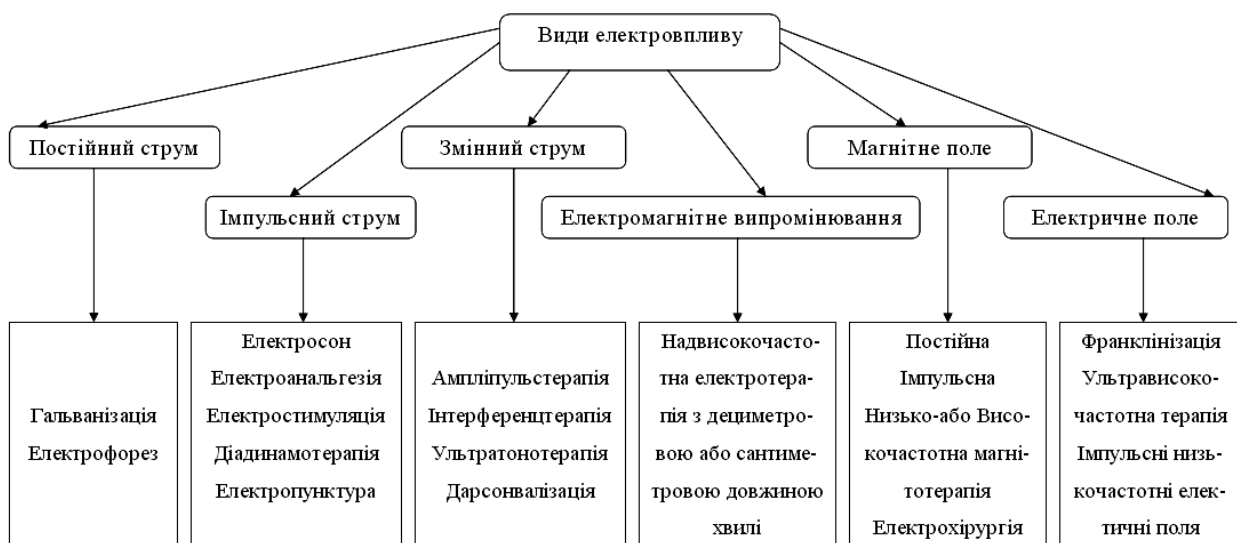 Види електровпливу
Постійний струм
Змінний струм
Магнітне поле
Імпульсний струм
Електромагнітне випромінювання
Електричне поле
Гальванізація
Електрофорез
Електросон
Електроанальгезія
Електростимуляція
Діадинамотерапія
Електропунктура
Ампліпульстерапія
Інтерференцтерапія
Ультратонотерапія
Дарсонвалізація
Надвисокочасто-
тна електротера-
пія з дециметро-
вою або сантиме-
тровою довжиною
хвилі
Постійна
Імпульсна
Низько-або Висо-
кочастотна магні-
тотерапія
Електрохірургія
Франклінізація
Ультрависоко-
частотна терапія
Імпульсні низь-
кочастотні елек-
тичні поля